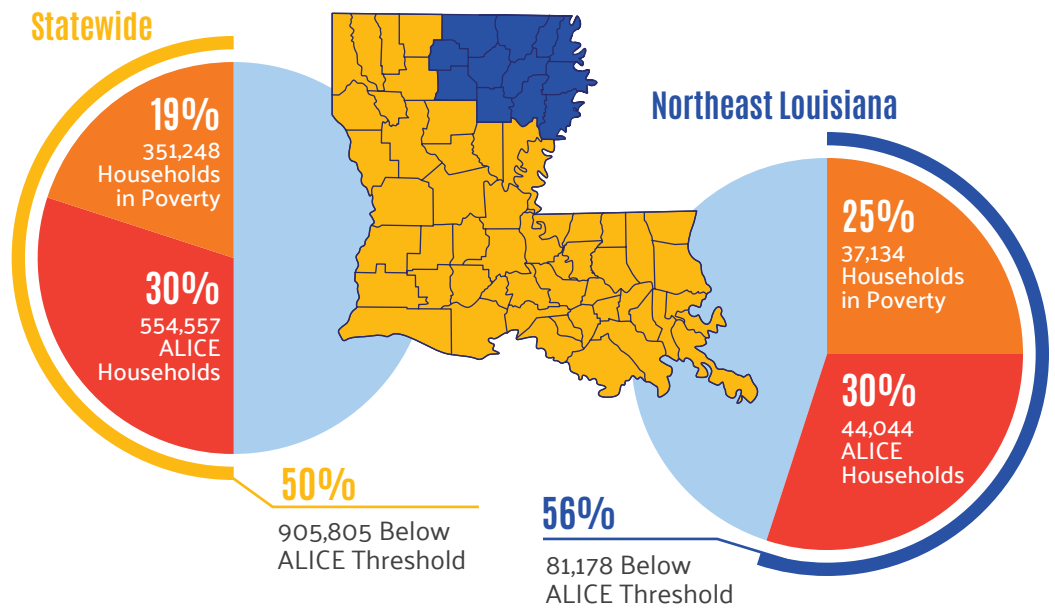 Statewide
19%
351,248
Households
in Poverty
30%
554,557
ALICE
Households
50%
905,805 Below
ALICE Threshold
Northeast Louisiana
25%
37,134
Households
in Poverty
30%
44,044
ALICE
Households
56%
81,178 Below
ALICE Threshold